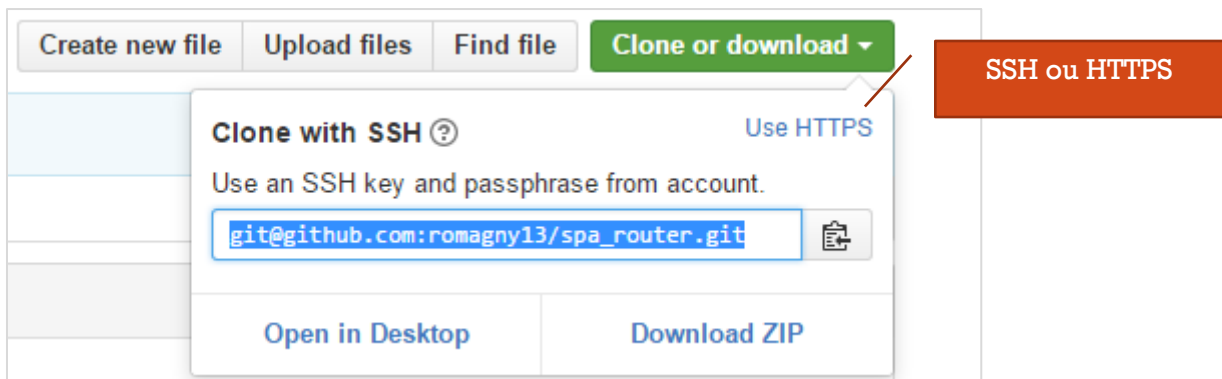 Create new file Upload files Find file Clone or download
SSH ou HTTPS
Clone with SSH ? Use HTTPS
Use an SSH key and passphrase from account.
git@github.com:romagny13/spa_router.git
Open in Desktop Download ZIP